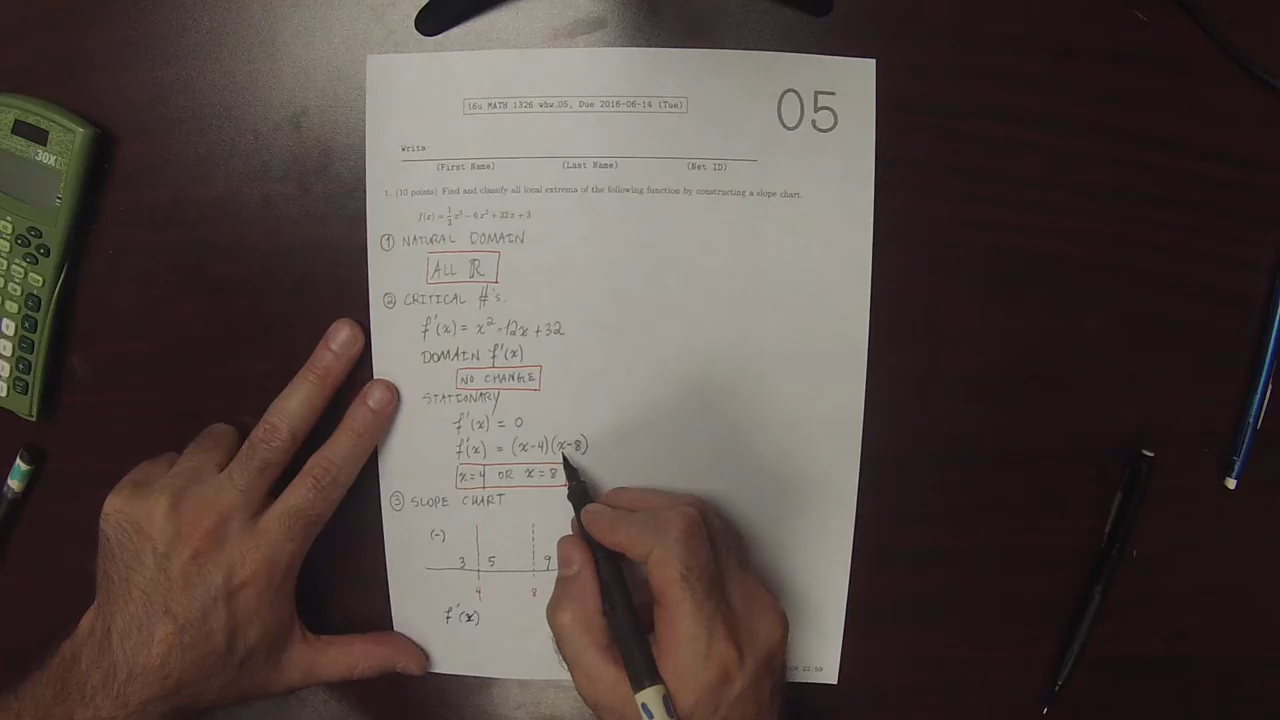 05
16u MATH 1326 whw.05, Due 2016-06-14 (Tue)
Write
(First Name) (Last Name) (Net ID)
1. (10 points) Find and classify all local extrema of the following function by constructing a slope chart.
f(x) = 1/3 x³ − 6x² + 32x + 3
① NATURAL DOMAIN
ALL ℝ
② CRITICAL #'s.
f'(x) = x² -12x + 32
DOMAIN f'(x)
NO CHANGE
STATIONARY
f'(x) = 0
f'(x) = (x-4)(x-8)
x=4 OR x=8
③ SLOPE CHART
(-)
3 5 9
4 8
f'(x)
30X